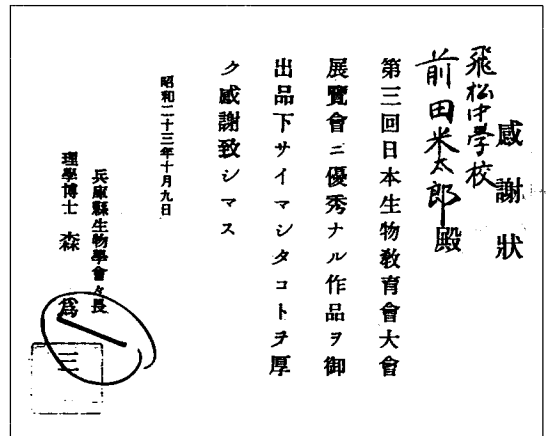 感謝狀
飛松中學校
前田米太郎殿
第三回日本生物敎育會大會
展覽會ニ優秀ナル作品ヲ御
出品下サイマシタコトヲ厚
ク感謝致シマス
昭和二十三年十月九日
兵庫縣生物學會々長
理學博士 森 爲三